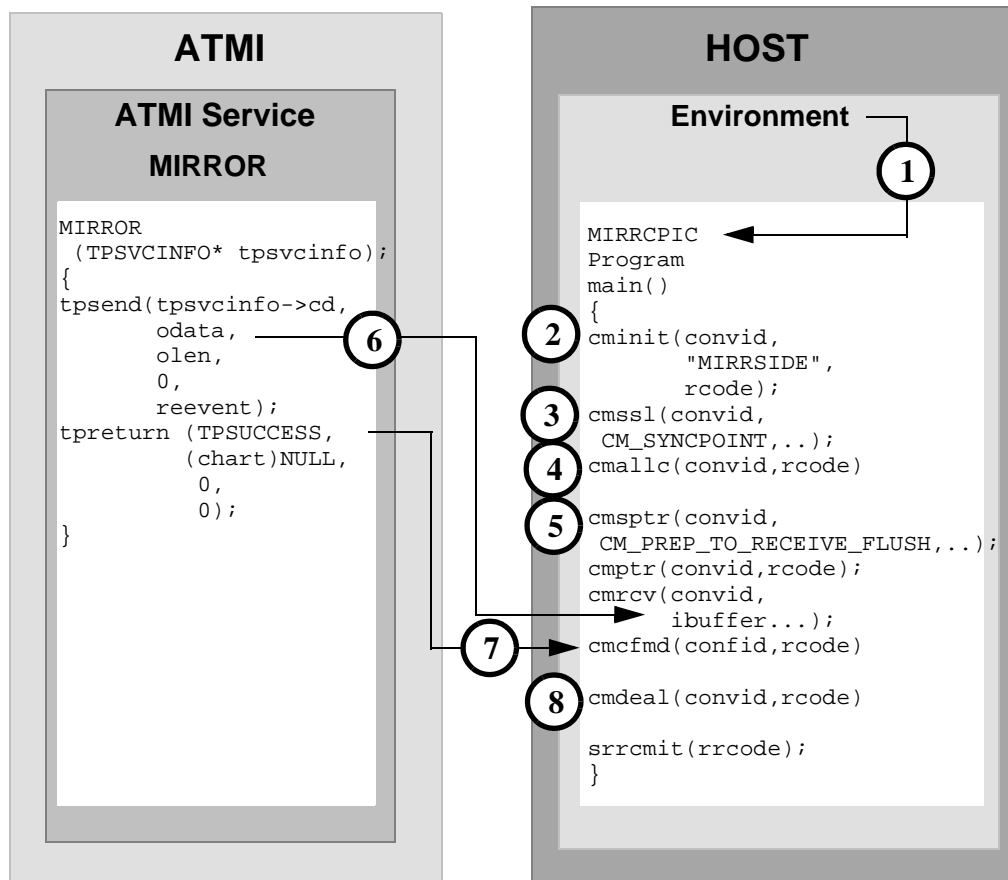 ATMI
ATMI Service
MIRROR
MIRROR
(TPSVCINFO* tpsvcinfo);
{
tpsend(tpsvcinfo->cd,
odata,
olen,
0,
reevent);
tpreturn (TPSUCCESS,
(chart)NULL,
0,
0);
}
6
7
HOST
Environment
1
MIRRCPIC
Program
main()
{
2
cminit(convid,
"MIRRSIDE",
rcode);
3
cmssl(convid,
CM_SYNCPOINT,..);
4
cmallc(convid,rcode)
5
cmsptr(convid,
CM_PREP_TO_RECEIVE_FLUSH,..);
cmptr(convid,rcode);
cmrcv(convid,
ibuffer...);
cmcfmd(confid,rcode)
8
cmdeal(convid,rcode)
srrcmit(rrcode);
}